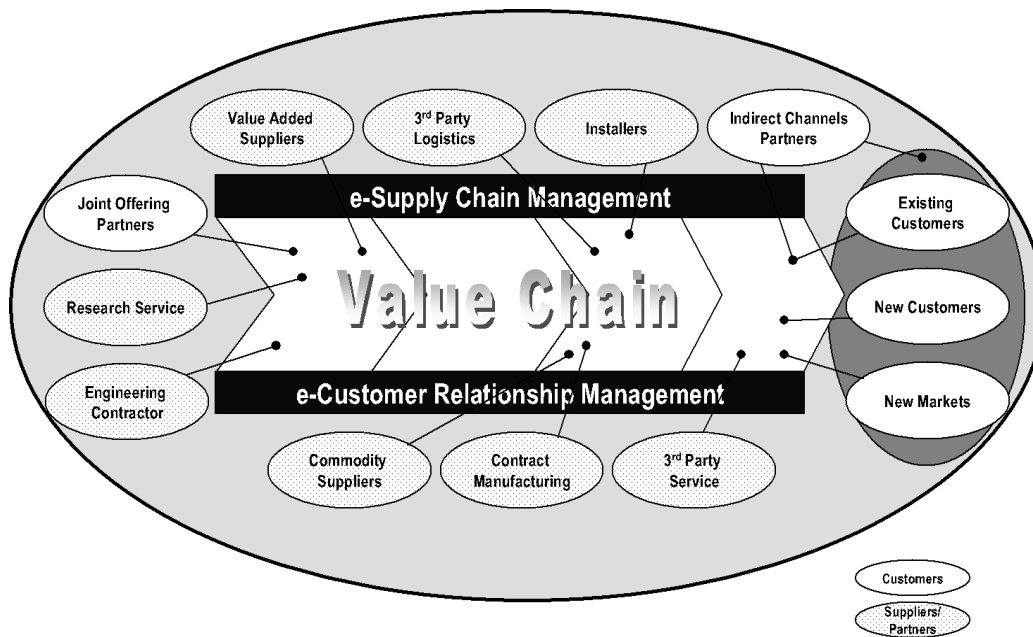 Value Added
Suppliers
3rd Party
Logistics
Installers
Indirect Channels
Partners
e-Supply Chain Management
Joint Offering
Partners
Existing
Customers
Value Chain
Research Service
New Customers
e-Customer Relationship Management
Engineering
Contractor
New Markets
Commodity
Suppliers
Contract
Manufacturing
3rd Party
Service
Customers
Suppliers/
Partners